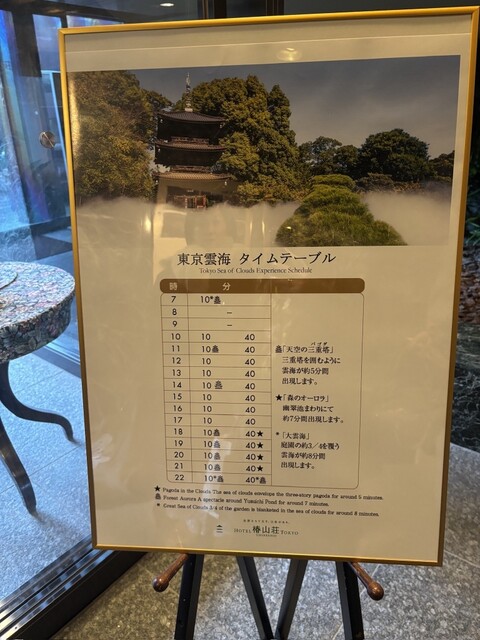 東京雲海 タイムテーブル
Tokyo Sea of Clouds Experience Schedule
時 分
7 10*
8 –
9 –
10 10 40
11 10 40
12 10 40
13 10 40
14 10 40
15 10 40
16 10 40
17 10 40
18 10 40★
19 10 40★
20 10 40★
21 10 40★
22 10* 40*
パゴダ
「天空の三重塔」
三重塔を囲むように
雲海が約5分間
出現します。
★「森のオーロラ」
幽翠池まわりにて
約7分間出現します。
*「大雲海」
庭園の約3/4を覆う
雲海が約8分間
出現します。
★ Pagoda in the Clouds The sea of clouds envelops the three-story pagoda for around 5 minutes.
Forest Aurora A spectacle around Yusuichi Pond for around 7 minutes.
* Great Sea of Clouds 3/4 of the garden is blanketed in the sea of clouds for around 8 minutes.
HOTEL 椿山荘 TOKYO
CHINZANSO